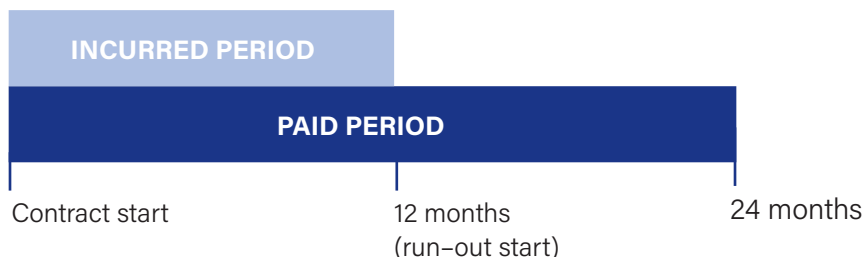 INCURRED PERIOD
PAID PERIOD
Contract start
12 months
(run–out start)
24 months